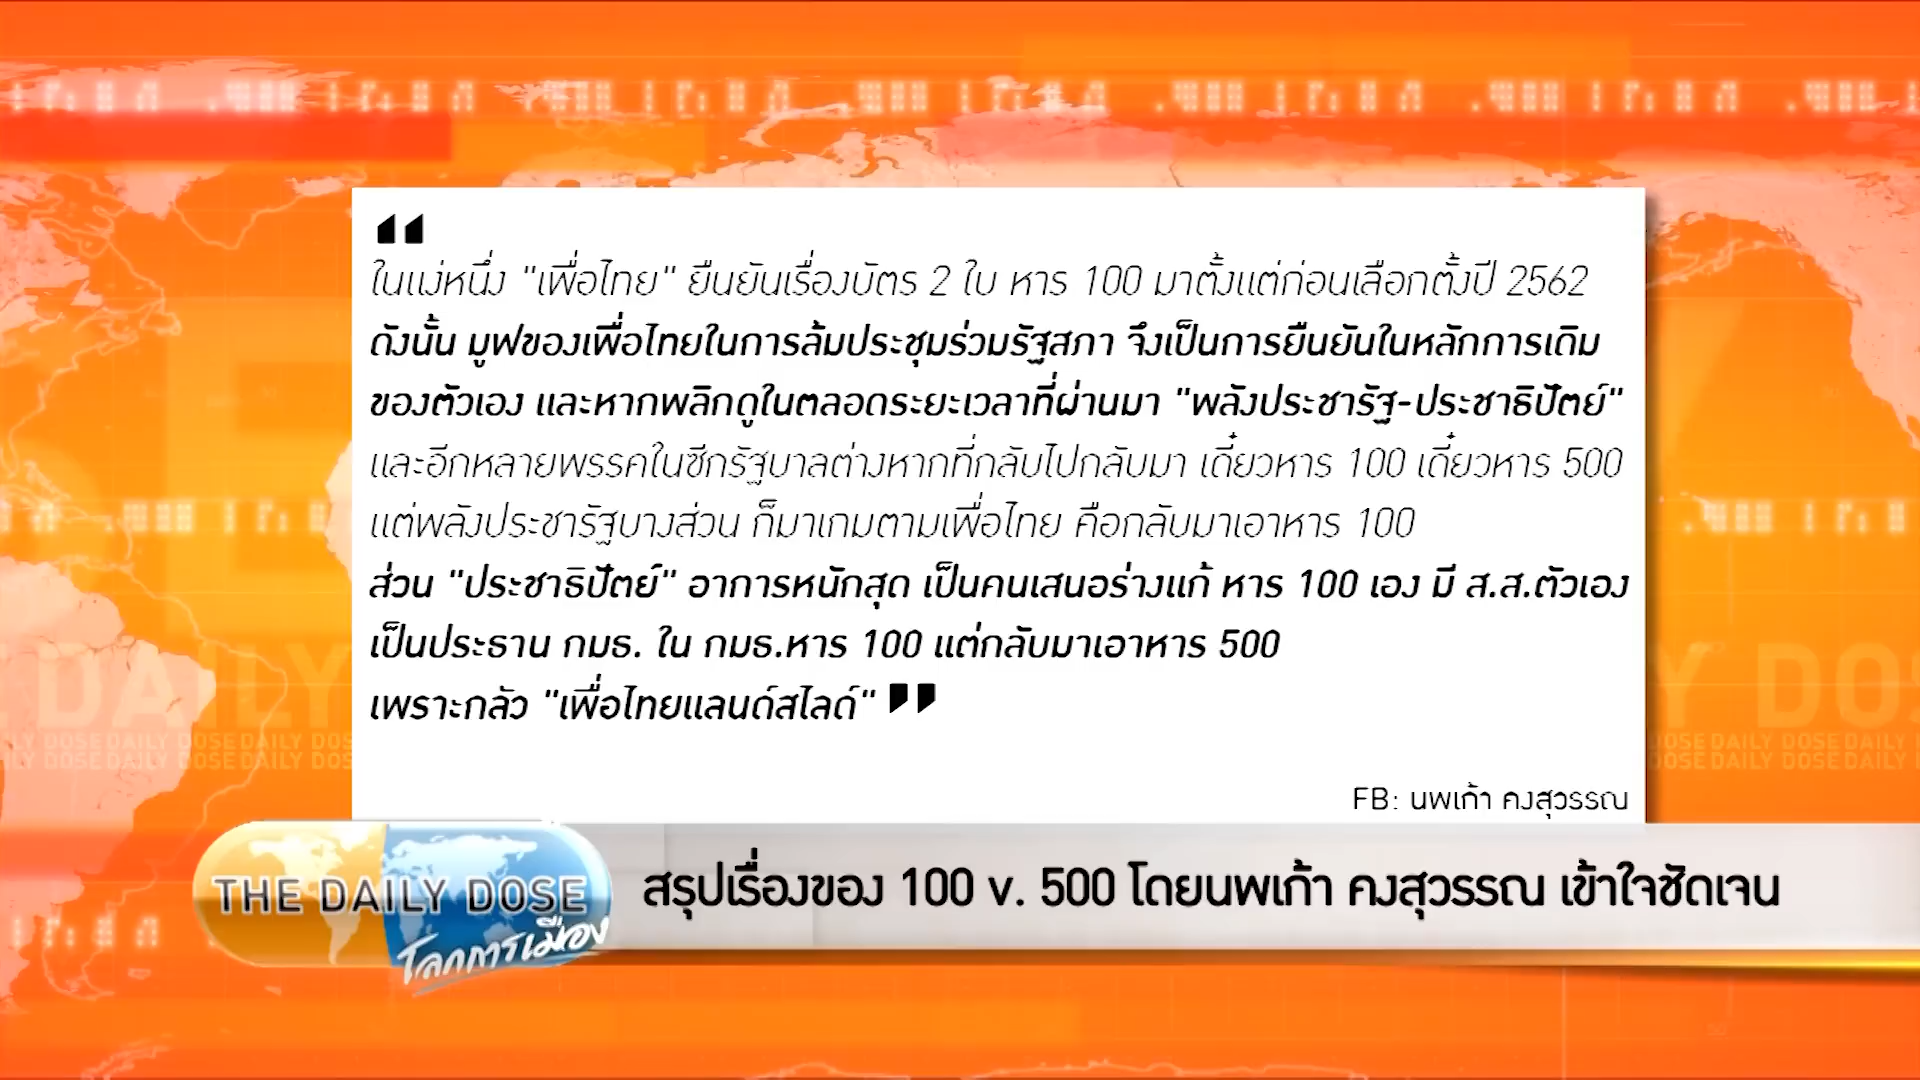 "
ในแง่หนึ่ง "เพื่อไทย" ยืนยันเรื่องบัตร 2 ใบ หาร 100 มาตั้งแต่ก่อนเลือกตั้งปี 2562
ดังนั้น มูฟของเพื่อไทยในการล้มประชุมร่วมรัฐสภา จึงเป็นการยืนยันในหลักการเดิม
ของตัวเอง และหากพลิกดูในตลอดระยะเวลาที่ผ่านมา "พลังประชารัฐ-ประชาธิปัตย์"
และอีกหลายพรรคในซีกรัฐบาลต่างหากที่กลับไปกลับมา เดี๋ยวหาร 100 เดี๋ยวหาร 500
แต่พลังประชารัฐบางส่วน ก็มาเกมตามเพื่อไทย คือกลับมาเอาหาร 100
ส่วน "ประชาธิปัตย์" อาการหนักสุด เป็นคนเสนอร่างแก้ หาร 100 เอง มี ส.ส.ตัวเอง
เป็นประธาน กมธ. ใน กมธ.หาร 100 แต่กลับมาเอาหาร 500
เพราะกลัว "เพื่อไทยแลนด์สไลด์" "
FB: นพเก้า คงสุวรรณ
THE DAILY DOSE
โลกการเมือง
สรุปเรื่องของ 100 v. 500 โดยนพเก้า คงสุวรรณ เข้าใจชัดเจน
DAILY DOSE
DAILY DOSE DAILY DOSE